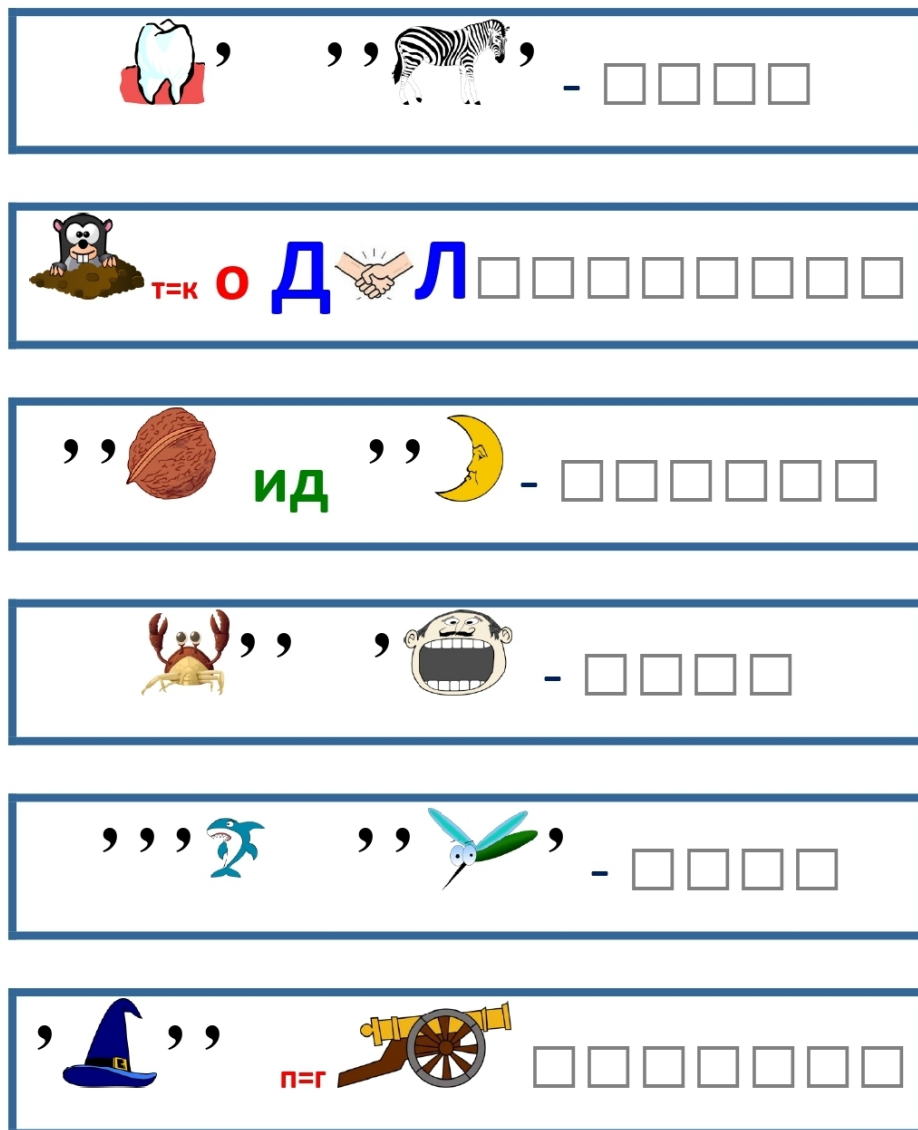 , ,, , -
т=к о Д Л
,, ид ,, -
,, , -
,,, ,, , -
, ,, п=г